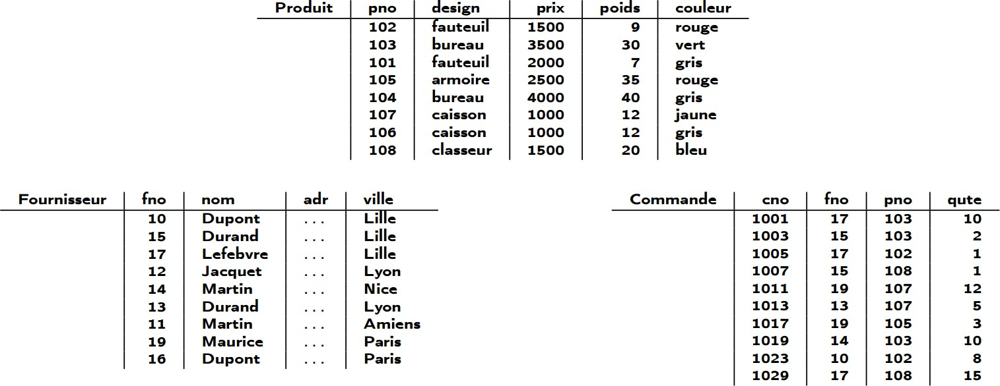 Produit pno design prix poids couleur
102 fauteuil 1500 9 rouge
103 bureau 3500 30 vert
101 fauteuil 2000 7 gris
105 armoire 2500 35 rouge
104 bureau 4000 40 gris
107 caisson 1000 12 jaune
106 caisson 1000 12 gris
108 classeur 1500 20 bleu
Fournisseur fno nom adr ville
10 Dupont ... Lille
15 Durand ... Lille
17 Lefebvre ... Lille
12 Jacquet ... Lyon
14 Martin ... Nice
13 Durand ... Lyon
11 Martin ... Amiens
19 Maurice ... Paris
16 Dupont ... Paris
Commande cno fno pno qute
1001 17 103 10
1003 15 103 2
1005 17 102 1
1007 15 108 1
1011 19 107 12
1013 13 107 5
1017 19 105 3
1019 14 103 10
1023 10 102 8
1029 17 108 15